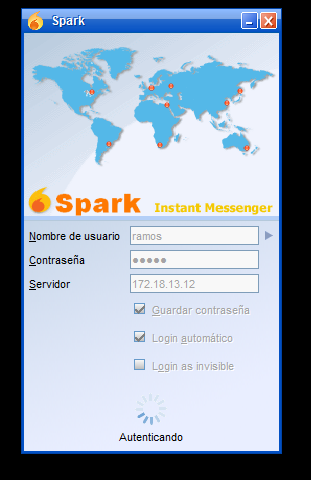 Spark
Spark Instant Messenger
Nombre de usuario ramos
Contraseña •••••
Servidor 172.18.13.12
Guardar contraseña
Login automático
Login as invisible
Autenticando